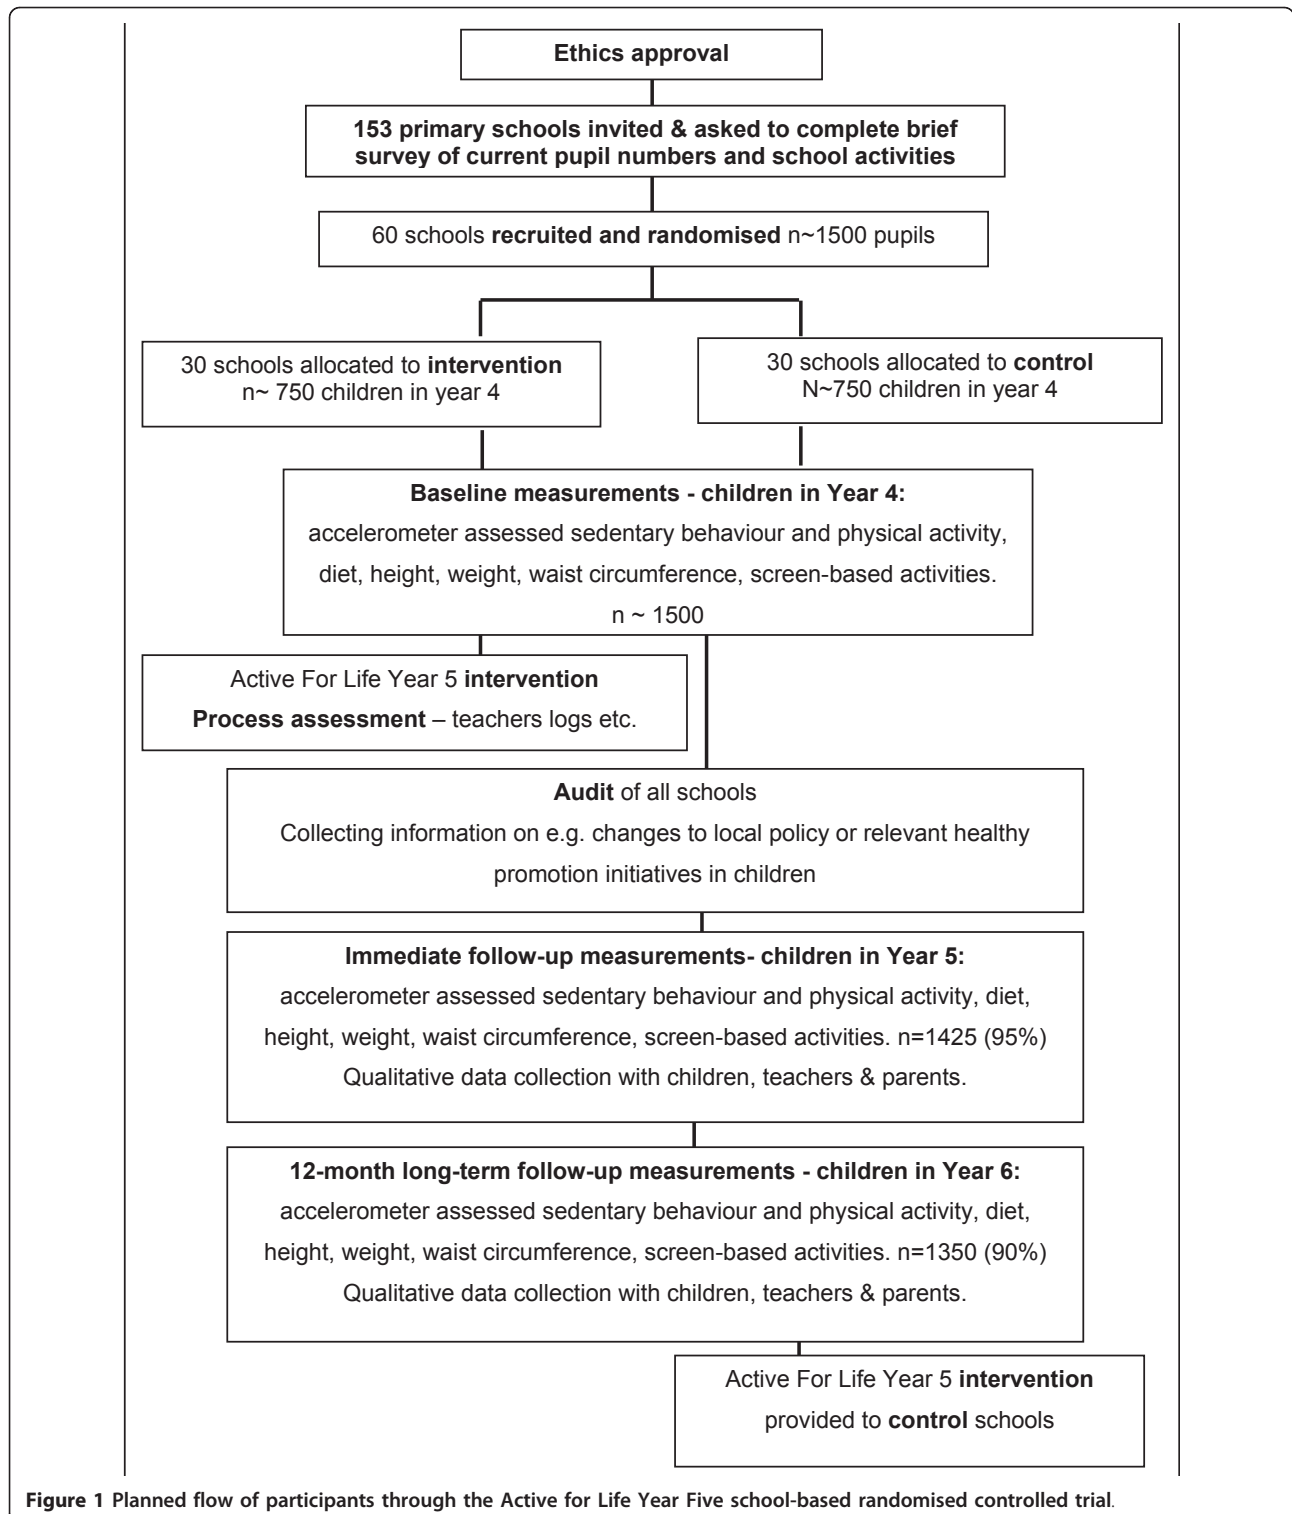 Ethics approval
153 primary schools invited & asked to complete brief
survey of current pupil numbers and school activities
60 schools recruited and randomised n~1500 pupils
30 schools allocated to intervention
n~ 750 children in year 4
30 schools allocated to control
N~750 children in year 4
Baseline measurements - children in Year 4:
accelerometer assessed sedentary behaviour and physical activity,
diet, height, weight, waist circumference, screen-based activities.
n ~ 1500
Active For Life Year 5 intervention
Process assessment – teachers logs etc.
Audit of all schools
Collecting information on e.g. changes to local policy or relevant healthy
promotion initiatives in children
Immediate follow-up measurements- children in Year 5:
accelerometer assessed sedentary behaviour and physical activity, diet,
height, weight, waist circumference, screen-based activities. n=1425 (95%)
Qualitative data collection with children, teachers & parents.
12-month long-term follow-up measurements - children in Year 6:
accelerometer assessed sedentary behaviour and physical activity, diet,
height, weight, waist circumference, screen-based activities. n=1350 (90%)
Qualitative data collection with children, teachers & parents.
Active For Life Year 5 intervention
provided to control schools
Figure 1 Planned flow of participants through the Active for Life Year Five school-based randomised controlled trial.